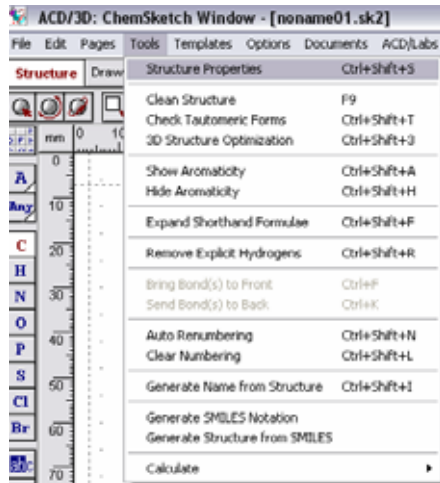 ACD/3D: ChemSketch Window - [noname01.sk2]
File Edit Pages Tools Templates Options Documents ACD/Labs
Structure Draw
mm 0 10
Structure Properties Ctrl+Shift+S
Clean Structure F9
Check Tautomeric Forms Ctrl+Shift+T
3D Structure Optimization Ctrl+Shift+3
Show Aromaticity Ctrl+Shift+A
Hide Aromaticity Ctrl+Shift+H
Expand Shorthand Formulae Ctrl+Shift+F
Remove Explicit Hydrogens Ctrl+Shift+R
Bring Bond(s) to Front Ctrl+F
Send Bond(s) to Back Ctrl+K
Auto Renumbering Ctrl+Shift+N
Clear Numbering Ctrl+Shift+L
Generate Name from Structure Ctrl+Shift+I
Generate SMILES Notation
Generate Structure from SMILES
Calculate
A
Any
C
H
N
O
P
S
Cl
Br
abc
0
10
20
30
40
50
60
70